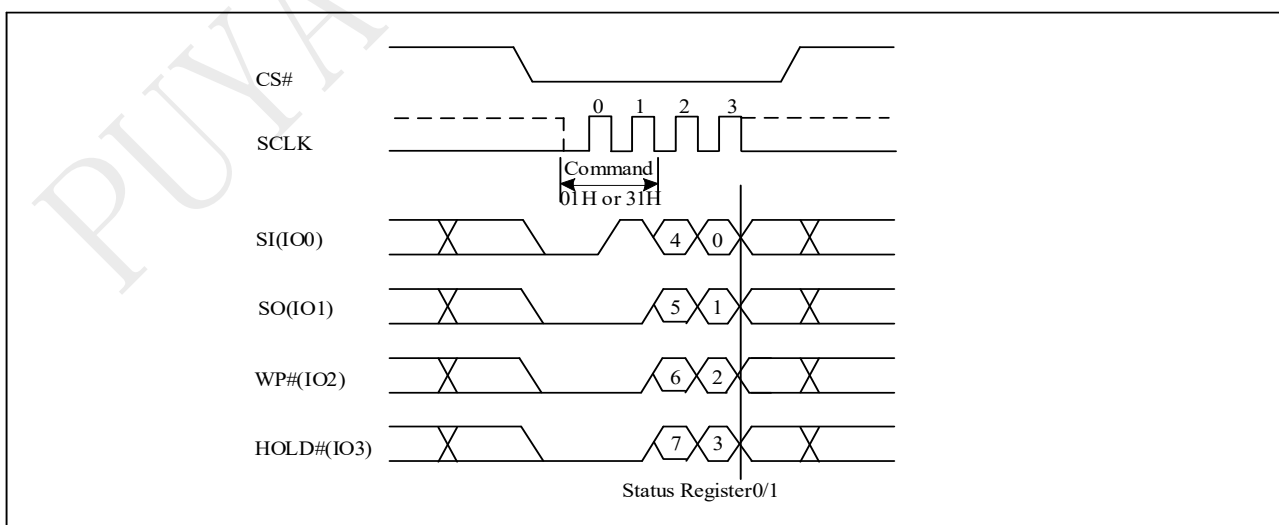 PUYA
CS#
0 1 2 3
SCLK
Command
01H or 31H
SI(IO0)
4 0
SO(IO1)
5 1
WP#(IO2)
6 2
HOLD#(IO3)
7 3
Status Register0/1